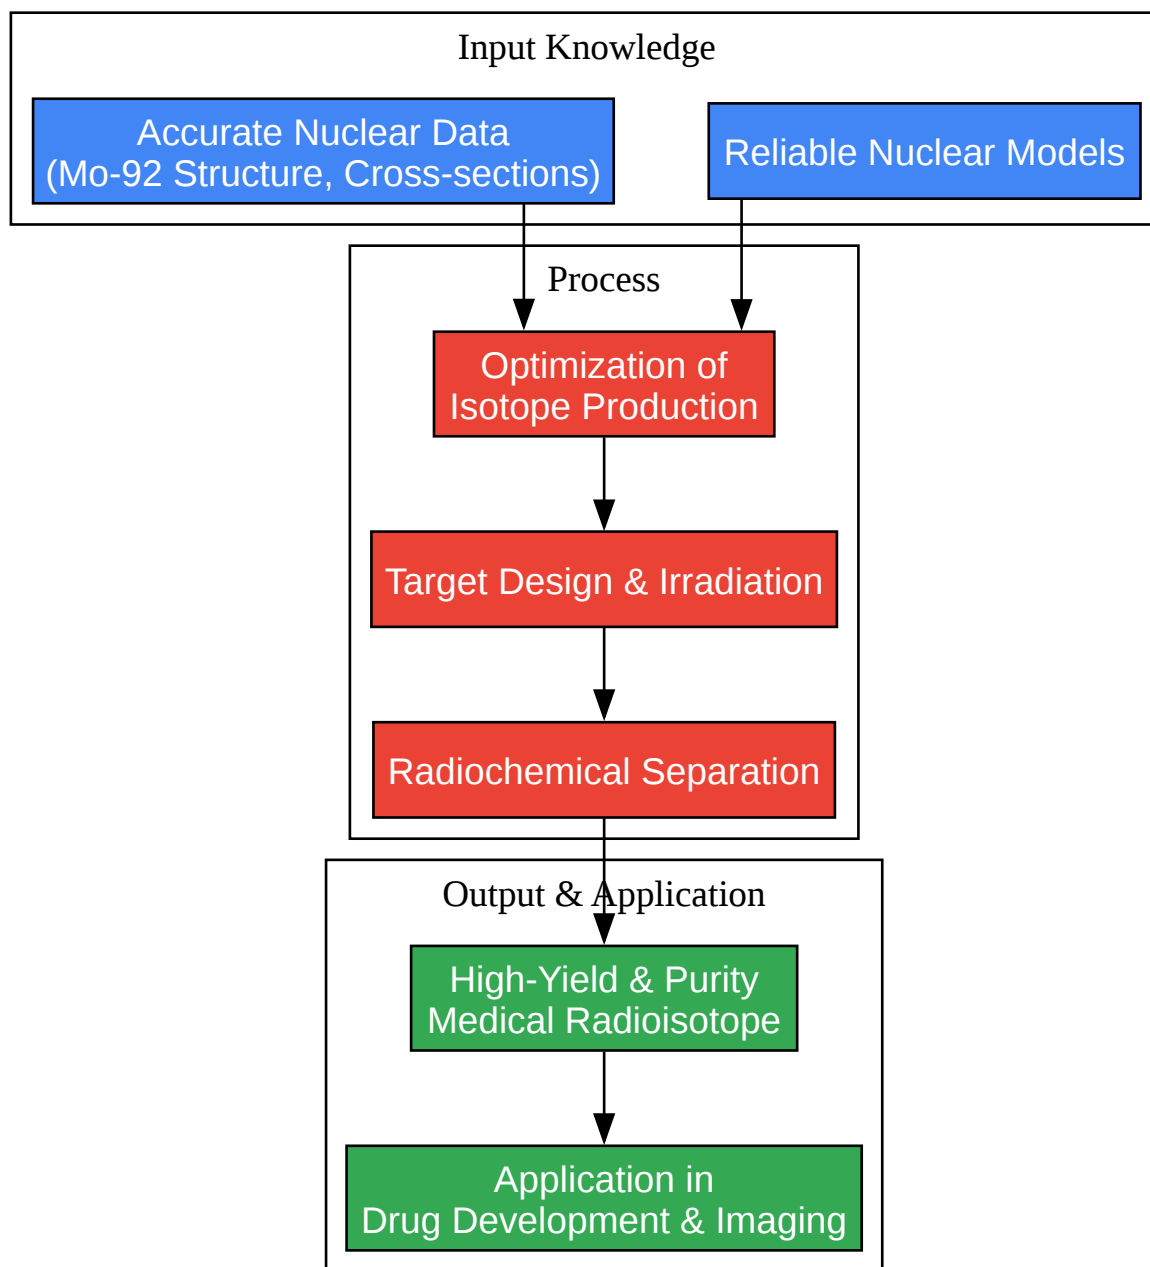 Input Knowledge
Accurate Nuclear Data
(Mo-92 Structure, Cross-sections)
Reliable Nuclear Models
Process
Optimization of
Isotope Production
Target Design & Irradiation
Radiochemical Separation
Output & Application
High-Yield & Purity
Medical Radioisotope
Application in
Drug Development & Imaging